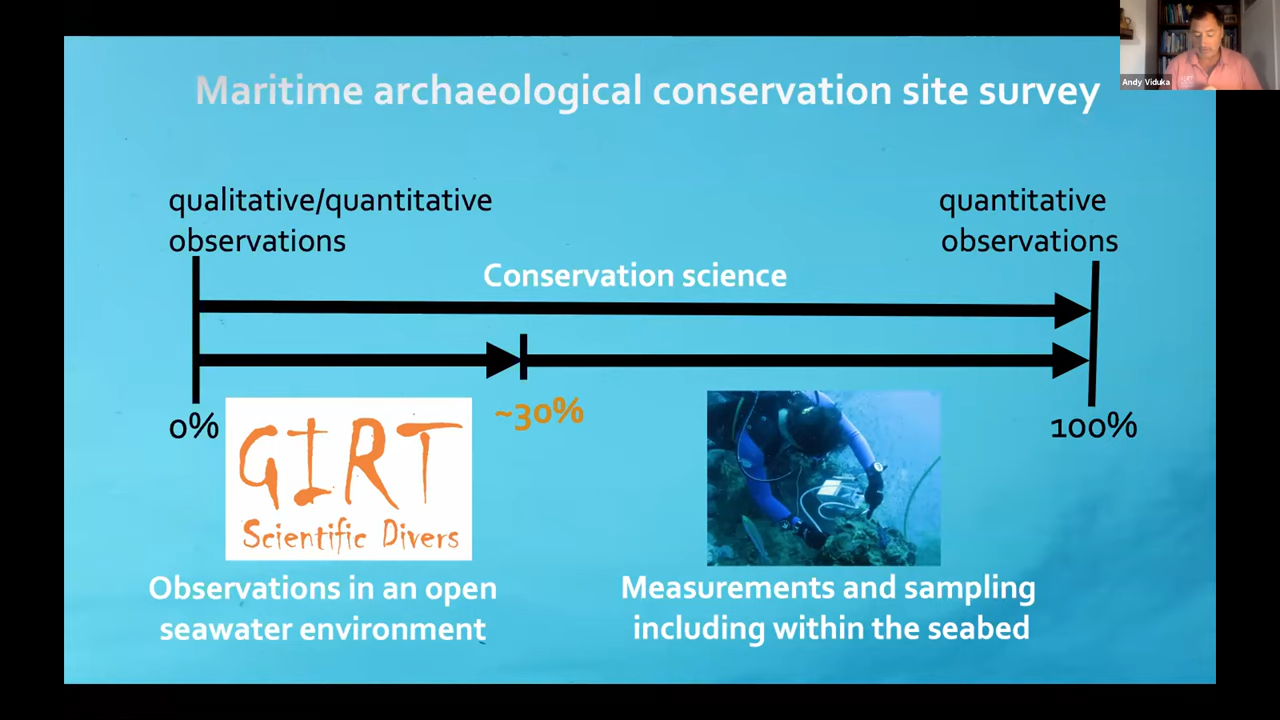 Andy Viduka
Maritime archaeological conservation site survey
qualitative/quantitative
observations
quantitative
observations
Conservation science
0%
~30%
100%
GIRT
Scientific Divers
Observations in an open
seawater environment
Measurements and sampling
including within the seabed